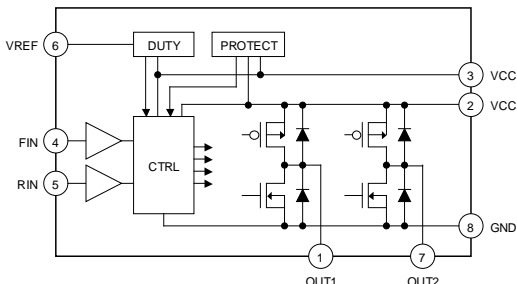 6 DUTY PROTECT
VREF
3 VCC
2 VCC
FIN 4
CTRL
RIN 5
8 GND
1 7
OUT1 OUT2